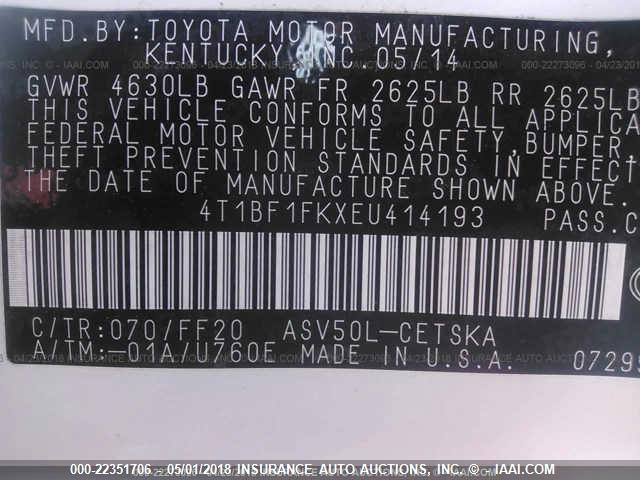 MFD.BY:TOYOTA MOTOR MANUFACTURING,
KENTUCKY, INC 05/14
GVWR 4630LB GAWR FR 2625LB RR 2625LB
THIS VEHICLE CONFORMS TO ALL APPLICA
FEDERAL MOTOR VEHICLE SAFETY, BUMPER,
THEFT PREVENTION STANDARDS IN EFFECT
THE DATE OF MANUFACTURE SHOWN ABOVE.
4T1BF1FKXEU414193 PASS.C
C/TR:070/FF20 ASV50L-CETSKA
A/TM:-01A/U760E MADE IN U.S.A. 0729
000-22351706 - 05/01/2018 INSURANCE AUTO AUCTIONS, INC. - IAAI.COM